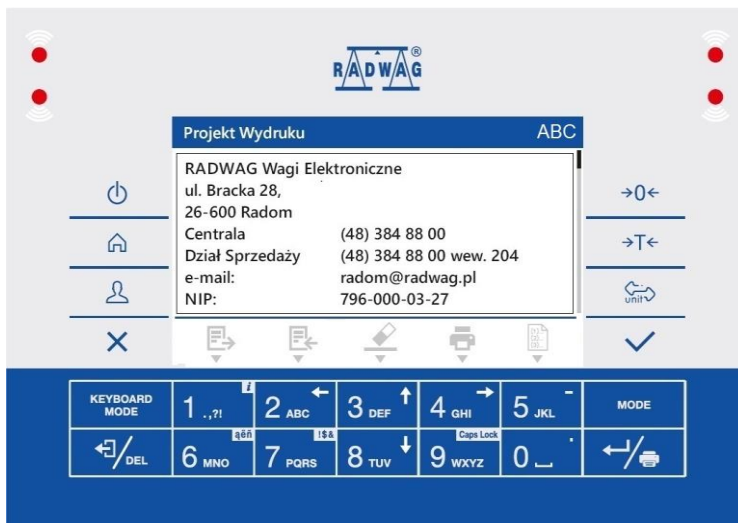 RADWAG®
Projekt Wydruku ABC
RADWAG Wagi Elektroniczne
ul. Bracka 28,
26-600 Radom
Centrala (48) 384 88 00
Dział Sprzedaży (48) 384 88 00 wew. 204
e-mail: radom@radwag.pl
NIP: 796-000-03-27
→0←
→T←
unit
KEYBOARD MODE
1 .,?! i
2 ABC
3 DEF
4 GHI
5 JKL -
MODE
DEL
6 MNO ąêñ
7 PQRS !$&
8 TUV
9 WXYZ Caps Lock
0 .